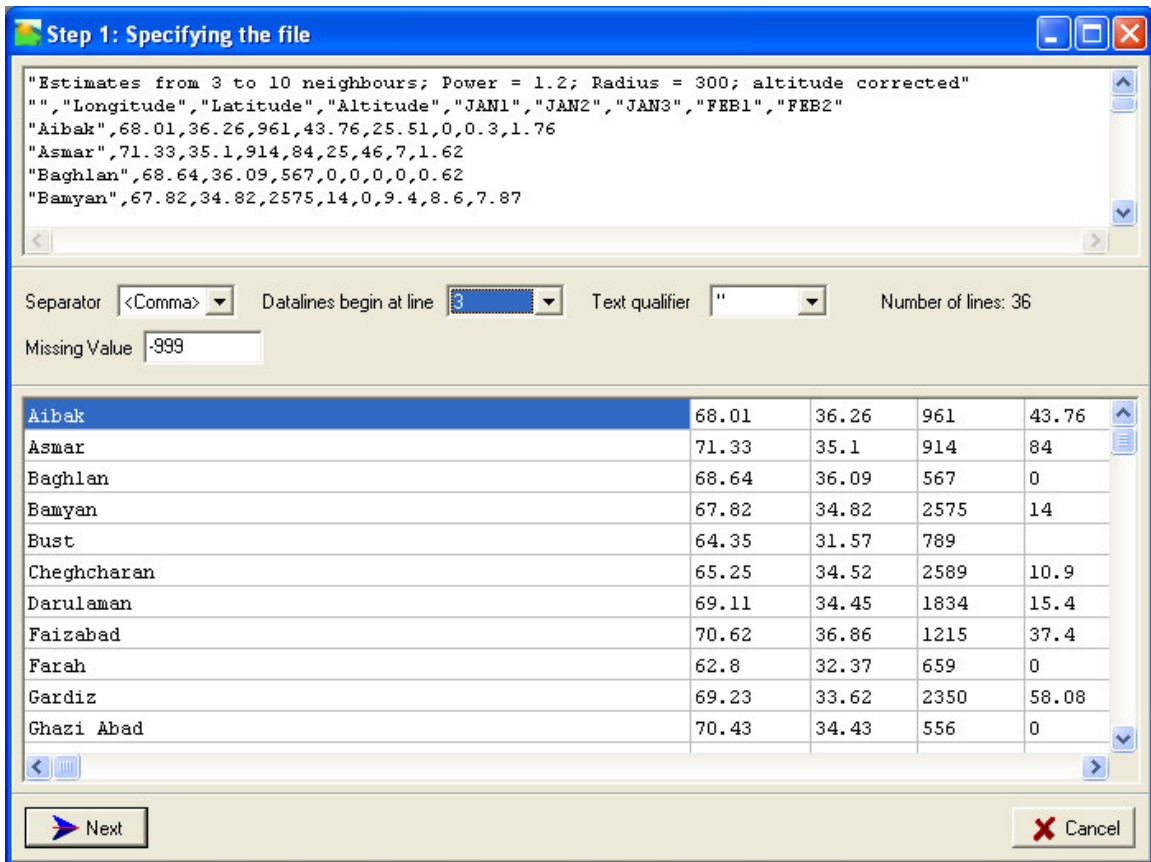 Step 1: Specifying the file
"Estimates from 3 to 10 neighbours; Power = 1.2; Radius = 300; altitude corrected"
"","Longitude","Latitude","Altitude","JAN1","JAN2","JAN3","FEB1","FEB2"
"Aibak",68.01,36.26,961,43.76,25.51,0,0.3,1.76
"Asmar",71.33,35.1,914,84,25,46,7,1.62
"Baghlan",68.64,36.09,567,0,0,0,0,0.62
"Bamyan",67.82,34.82,2575,14,0,9.4,8.6,7.87
Separator <Comma> Datalines begin at line 3 Text qualifier " Number of lines: 36
Missing Value -999
Aibak 68.01 36.26 961 43.76
Asmar 71.33 35.1 914 84
Baghlan 68.64 36.09 567 0
Bamyan 67.82 34.82 2575 14
Bust 64.35 31.57 789
Cheghcharan 65.25 34.52 2589 10.9
Darulaman 69.11 34.45 1834 15.4
Faizabad 70.62 36.86 1215 37.4
Farah 62.8 32.37 659 0
Gardiz 69.23 33.62 2350 58.08
Ghazi Abad 70.43 34.43 556 0
Next Cancel